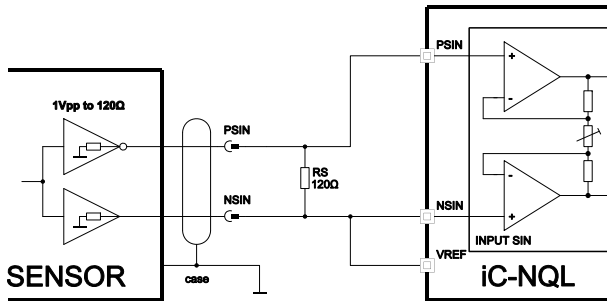 1Vpp to 120Ω
PSIN
NSIN
RS
120Ω
case
SENSOR
PSIN
+
-
NSIN
-
+
INPUT SIN
VREF
iC-NQL